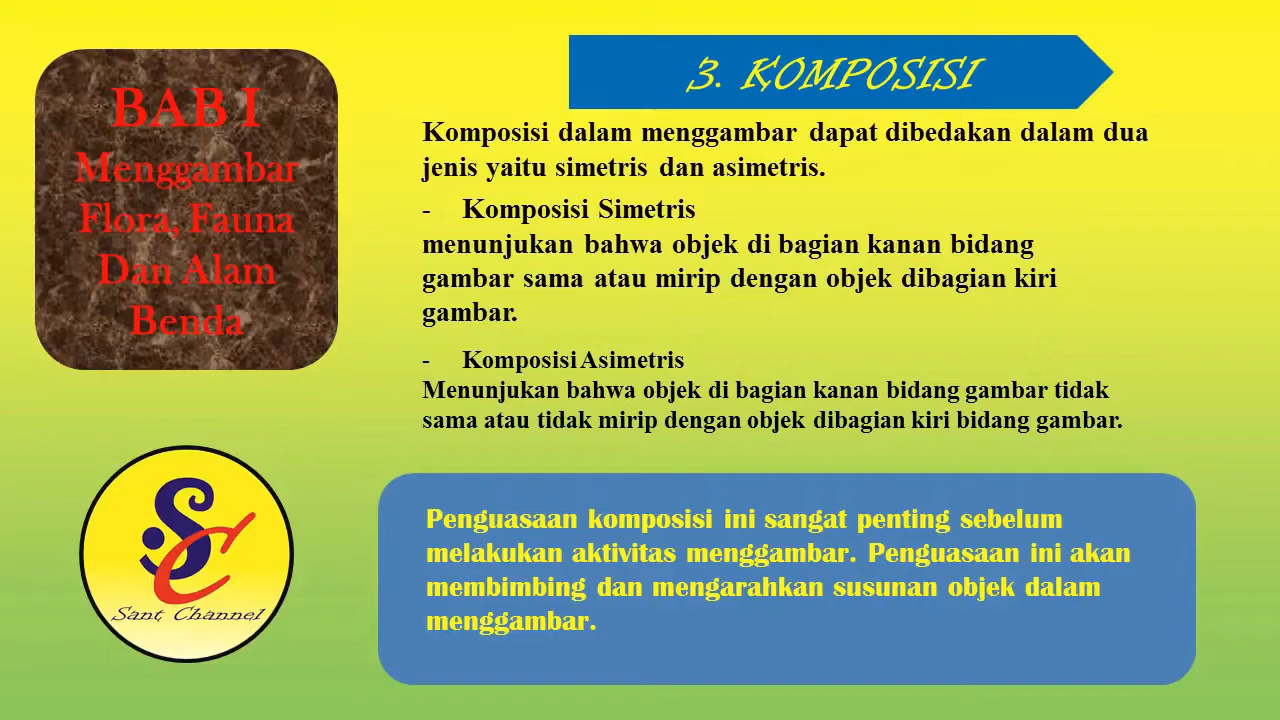 BAB I
Menggambar
Flora, Fauna
Dan Alam
Benda
3. KOMPOSISI
Komposisi dalam menggambar dapat dibedakan dalam dua
jenis yaitu simetris dan asimetris.
- Komposisi Simetris
menunjukan bahwa objek di bagian kanan bidang
gambar sama atau mirip dengan objek dibagian kiri
gambar.
- Komposisi Asimetris
Menunjukan bahwa objek di bagian kanan bidang gambar tidak
sama atau tidak mirip dengan objek dibagian kiri bidang gambar.
Penguasaan komposisi ini sangat penting sebelum
melakukan aktivitas menggambar. Penguasaan ini akan
membimbing dan mengarahkan susunan objek dalam
menggambar.
SC
Sant Channel